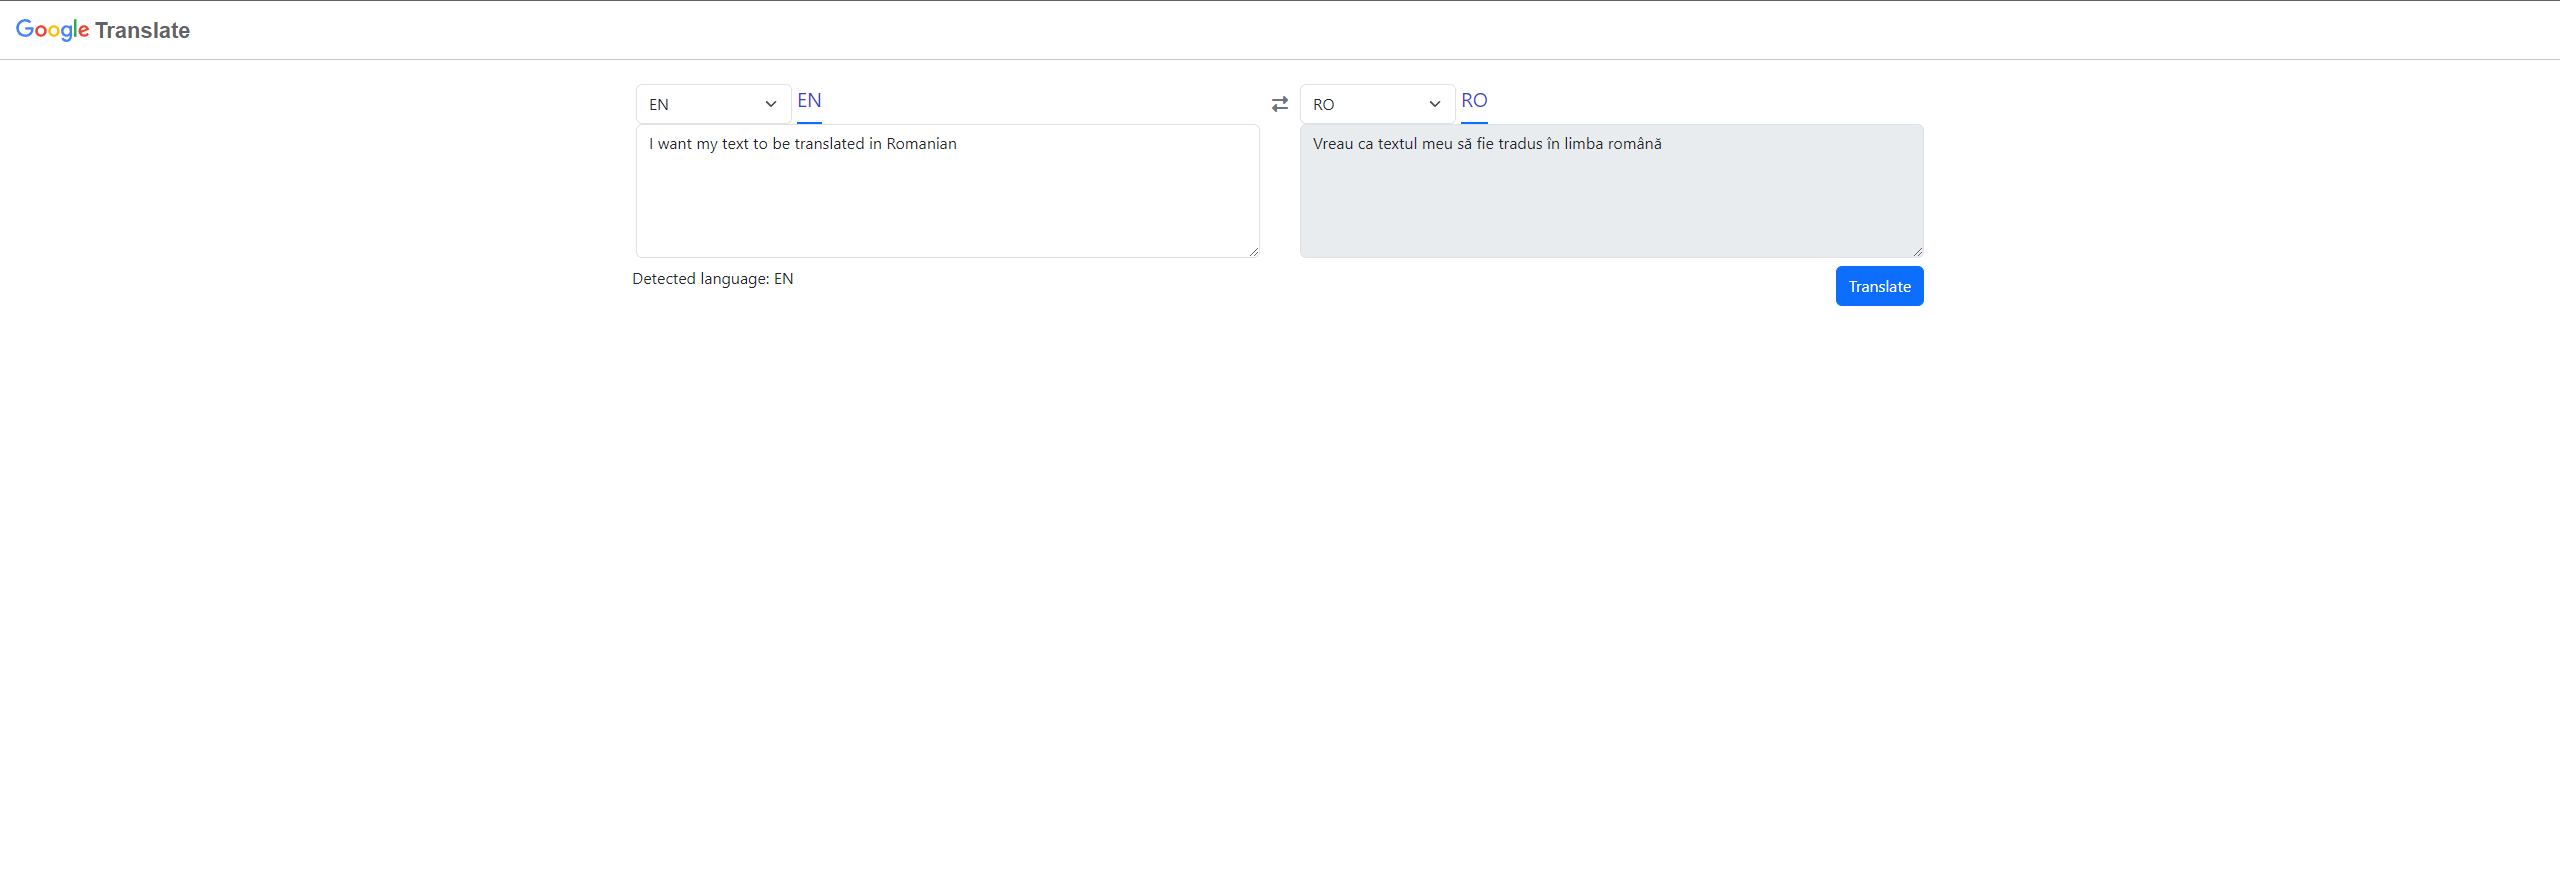 Google Translate
EN EN
RO RO
I want my text to be translated in Romanian
Vreau ca textul meu să fie tradus în limba română
Detected language: EN
Translate